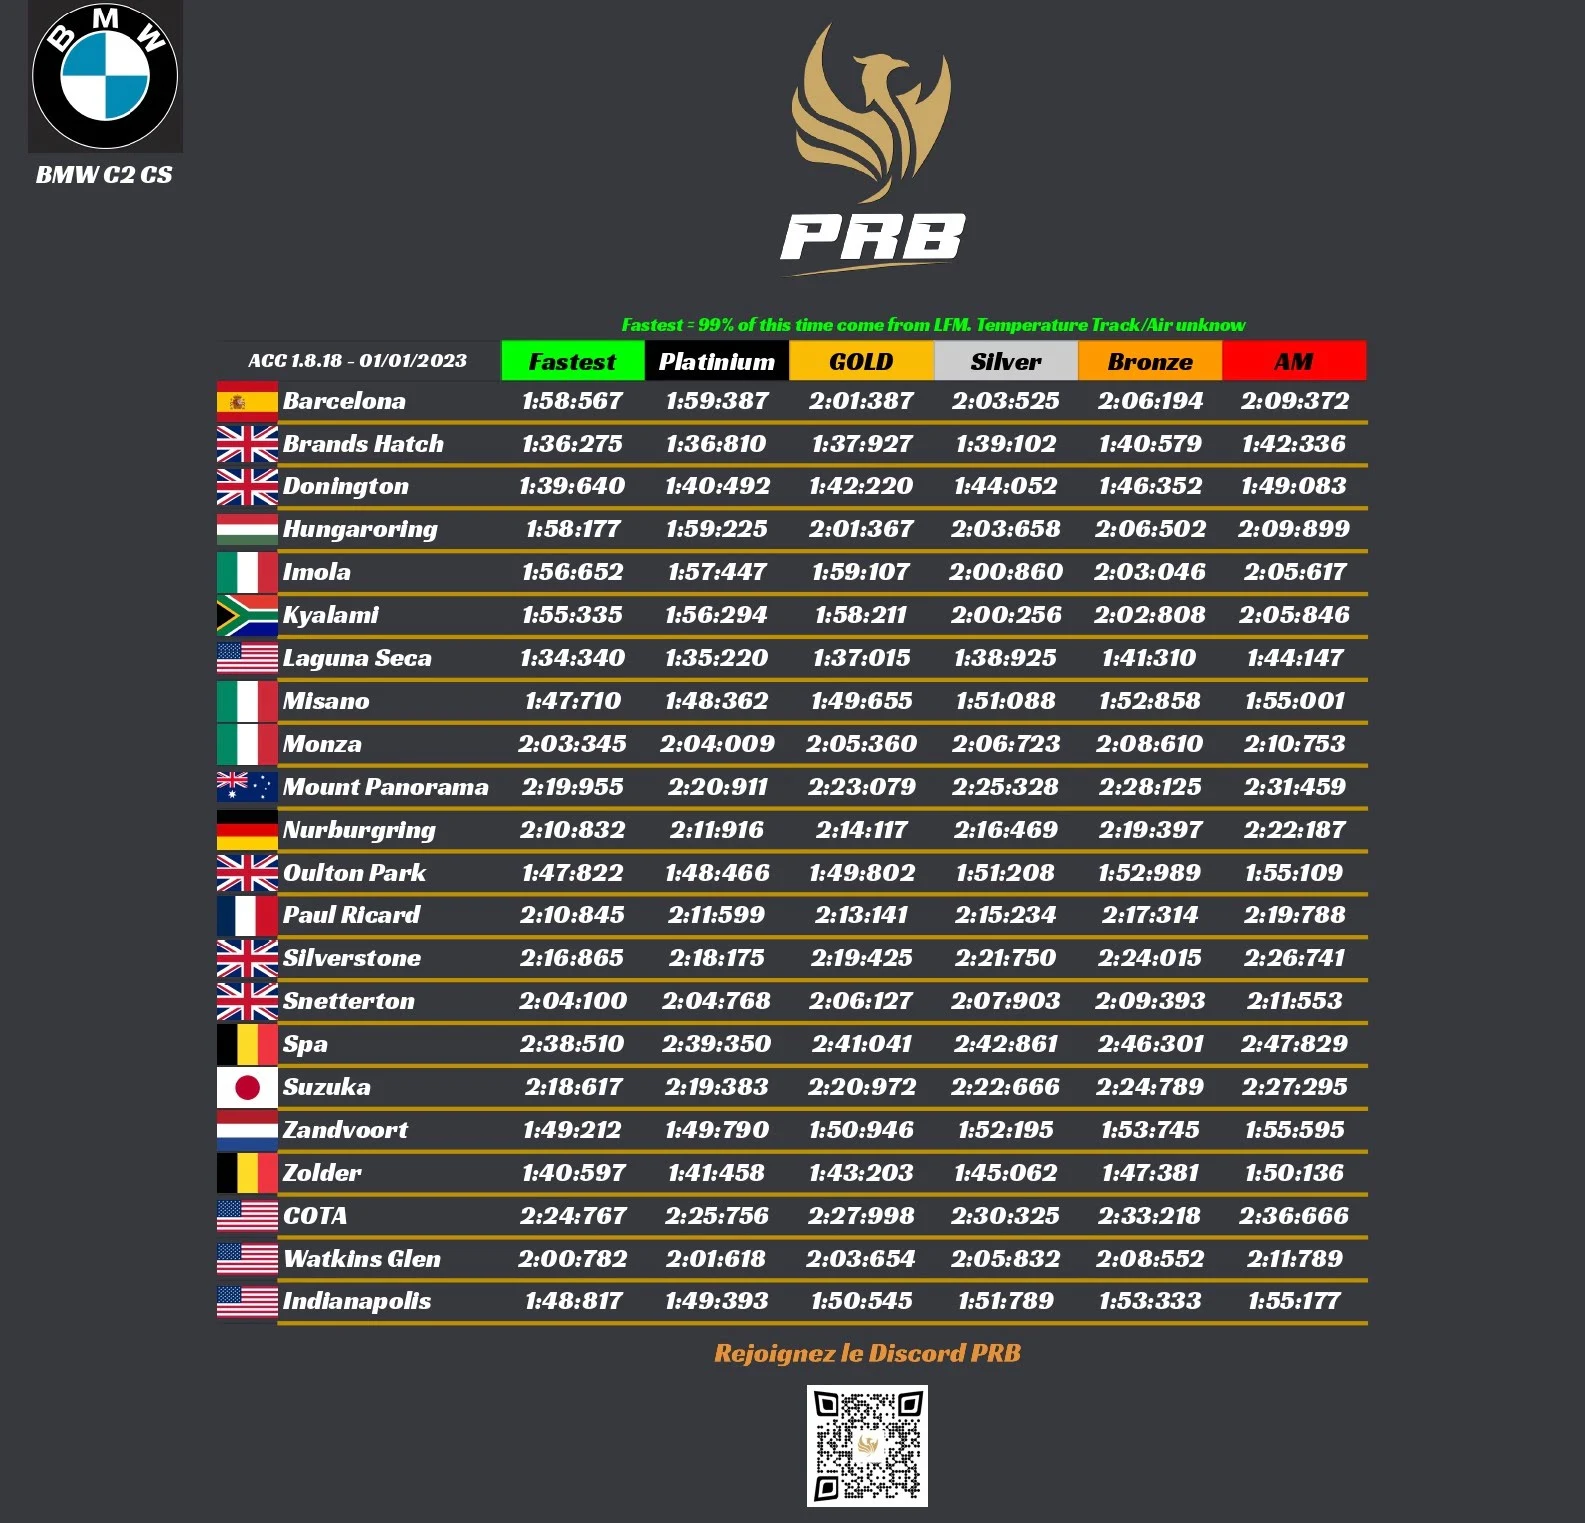 BMW
BMW C2 CS
PRB
Fastest = 99% of this time come from LFM. Temperature Track/Air unknow
ACC 1.8.18 - 01/01/2023 Fastest Platinium GOLD Silver Bronze AM
Barcelona 1:58:567 1:59:387 2:01:387 2:03:525 2:06:194 2:09:372
Brands Hatch 1:36:275 1:36:810 1:37:927 1:39:102 1:40:579 1:42:336
Donington 1:39:640 1:40:492 1:42:220 1:44:052 1:46:352 1:49:083
Hungaroring 1:58:177 1:59:225 2:01:367 2:03:658 2:06:502 2:09:899
Imola 1:56:652 1:57:447 1:59:107 2:00:860 2:03:046 2:05:617
Kyalami 1:55:335 1:56:294 1:58:211 2:00:256 2:02:808 2:05:846
Laguna Seca 1:34:340 1:35:220 1:37:015 1:38:925 1:41:310 1:44:147
Misano 1:47:710 1:48:362 1:49:655 1:51:088 1:52:858 1:55:001
Monza 2:03:345 2:04:009 2:05:360 2:06:723 2:08:610 2:10:753
Mount Panorama 2:19:955 2:20:911 2:23:079 2:25:328 2:28:125 2:31:459
Nurburgring 2:10:832 2:11:916 2:14:117 2:16:469 2:19:397 2:22:187
Oulton Park 1:47:822 1:48:466 1:49:802 1:51:208 1:52:989 1:55:109
Paul Ricard 2:10:845 2:11:599 2:13:141 2:15:234 2:17:314 2:19:788
Silverstone 2:16:865 2:18:175 2:19:425 2:21:750 2:24:015 2:26:741
Snetterton 2:04:100 2:04:768 2:06:127 2:07:903 2:09:393 2:11:553
Spa 2:38:510 2:39:350 2:41:041 2:42:861 2:46:301 2:47:829
Suzuka 2:18:617 2:19:383 2:20:972 2:22:666 2:24:789 2:27:295
Zandvoort 1:49:212 1:49:790 1:50:946 1:52:195 1:53:745 1:55:595
Zolder 1:40:597 1:41:458 1:43:203 1:45:062 1:47:381 1:50:136
COTA 2:24:767 2:25:756 2:27:998 2:30:325 2:33:218 2:36:666
Watkins Glen 2:00:782 2:01:618 2:03:654 2:05:832 2:08:552 2:11:789
Indianapolis 1:48:817 1:49:393 1:50:545 1:51:789 1:53:333 1:55:177
Rejoignez le Discord PRB